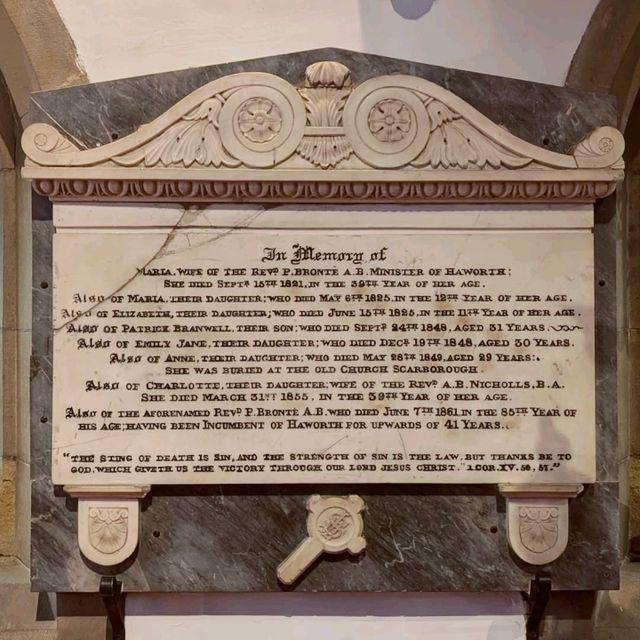 In Memory of
MARIA, WIFE OF THE REVD. P. BRONTË A.B. MINISTER OF HAWORTH;
SHE DIED SEPTR. 15TH 1821, IN THE 39TH YEAR OF HER AGE.
Also OF MARIA, THEIR DAUGHTER; WHO DIED MAY 6TH 1825, IN THE 12TH YEAR OF HER AGE.
Also OF ELIZABETH, THEIR DAUGHTER; WHO DIED JUNE 15TH 1825, IN THE 11TH YEAR OF HER AGE.
Also OF PATRICK BRANWELL, THEIR SON; WHO DIED SEPTR. 24TH 1848, AGED 31 YEARS.
Also OF EMILY JANE, THEIR DAUGHTER; WHO DIED DECR. 19TH 1848, AGED 30 YEARS.
Also OF ANNE, THEIR DAUGHTER; WHO DIED MAY 28TH 1849, AGED 29 YEARS:
SHE WAS BURIED AT THE OLD CHURCH SCARBOROUGH.
Also OF CHARLOTTE, THEIR DAUGHTER; WIFE OF THE REVD. A.B. NICHOLLS, B.A.
SHE DIED MARCH 31ST 1855, IN THE 39TH YEAR OF HER AGE.
Also OF THE AFORENAMED REVD. P. BRONTË A.B. WHO DIED JUNE 7TH 1861 IN THE 85TH YEAR OF
HIS AGE; HAVING BEEN INCUMBENT OF HAWORTH FOR UPWARDS OF 41 YEARS.
"THE STING OF DEATH IS SIN, AND THE STRENGTH OF SIN IS THE LAW, BUT THANKS BE TO
GOD, WHICH GIVETH US THE VICTORY THROUGH OUR LORD JESUS CHRIST." 1.COR.XV.56,57."